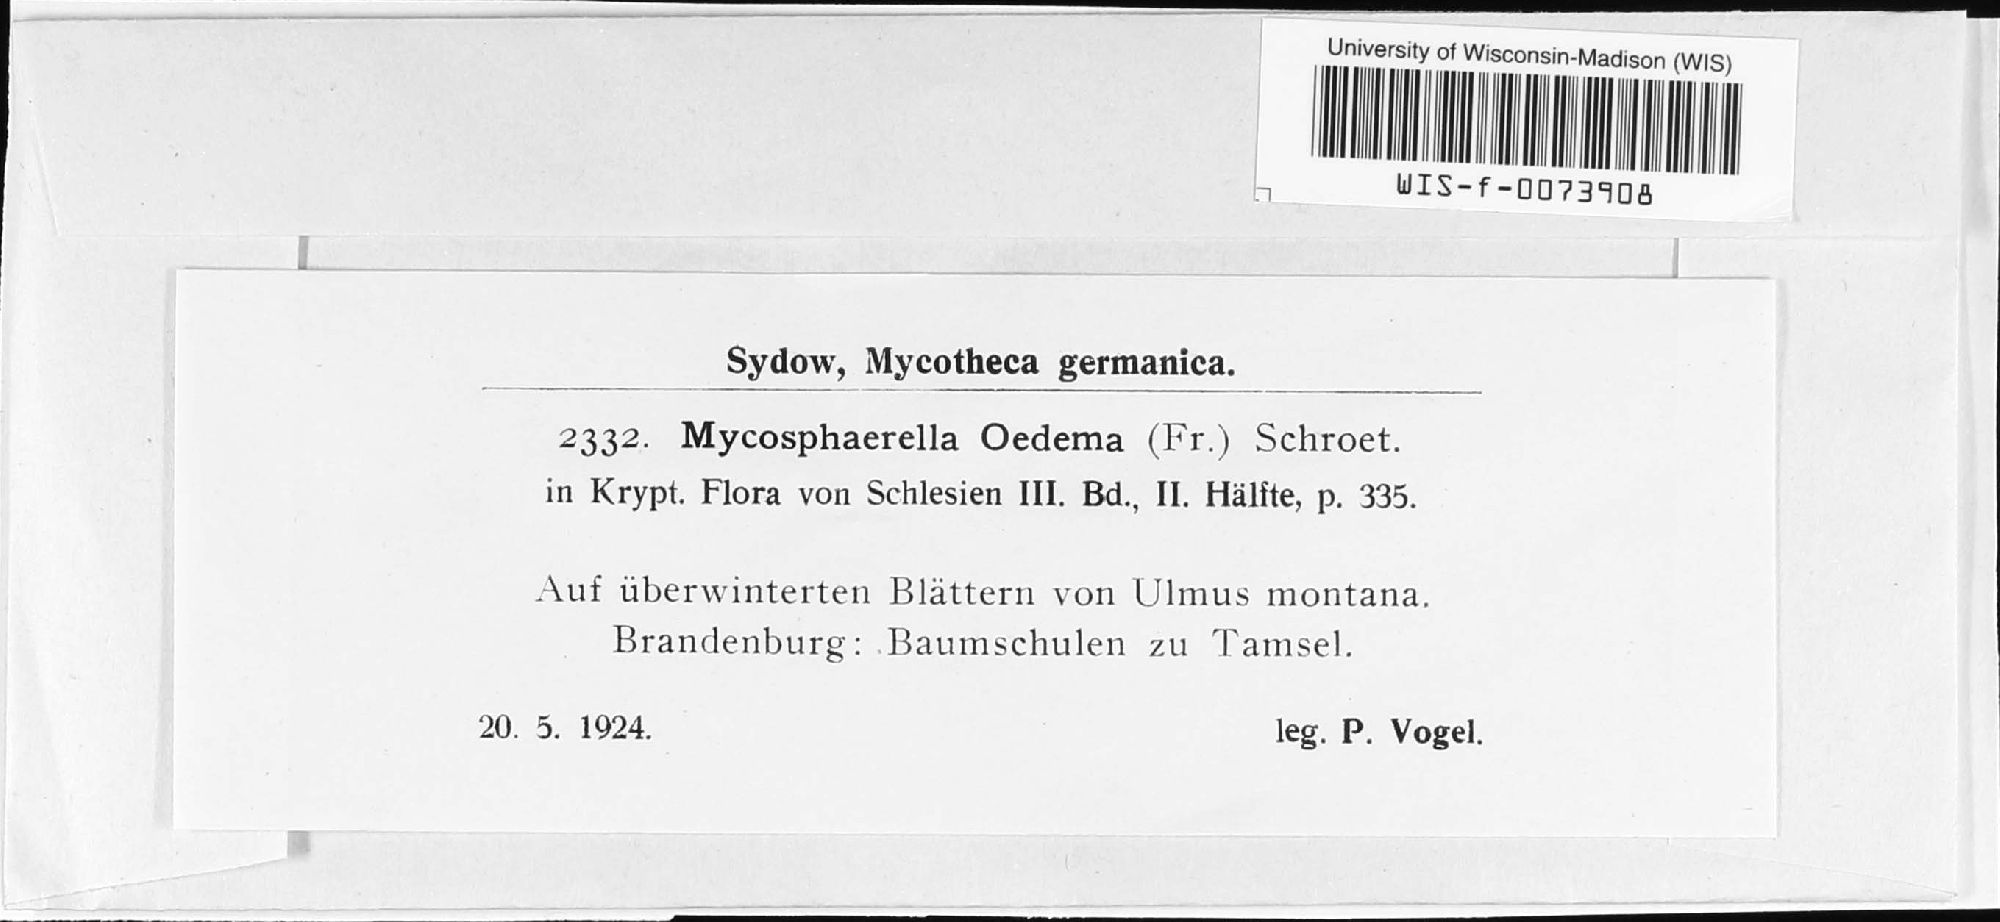 University of Wisconsin-Madison (WIS)
WIS-f-0073908
Sydow, Mycotheca germanica.
2332. Mycosphaerella Oedema (Fr.) Schroet.
in Krypt. Flora von Schlesien III. Bd., II. Hälfte, p. 335.
Auf überwinterten Blättern von Ulmus montana.
Brandenburg: Baumschulen zu Tamsel.
20. 5. 1924.
leg. P. Vogel.